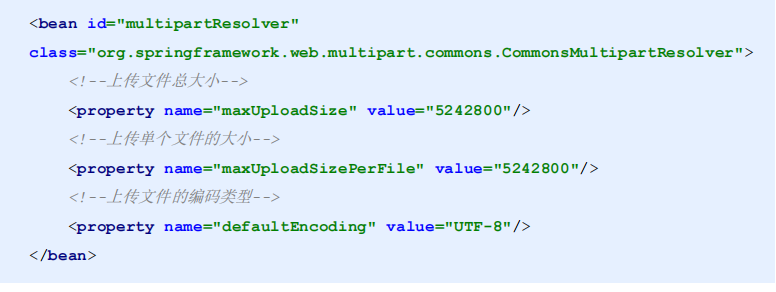 <bean id="multipartResolver"
class="org.springframework.web.multipart.commons.CommonsMultipartResolver">
<!--上传文件总大小-->
<property name="maxUploadSize" value="5242800"/>
<!--上传单个文件的大小-->
<property name="maxUploadSizePerFile" value="5242800"/>
<!--上传文件的编码类型-->
<property name="defaultEncoding" value="UTF-8"/>
</bean>